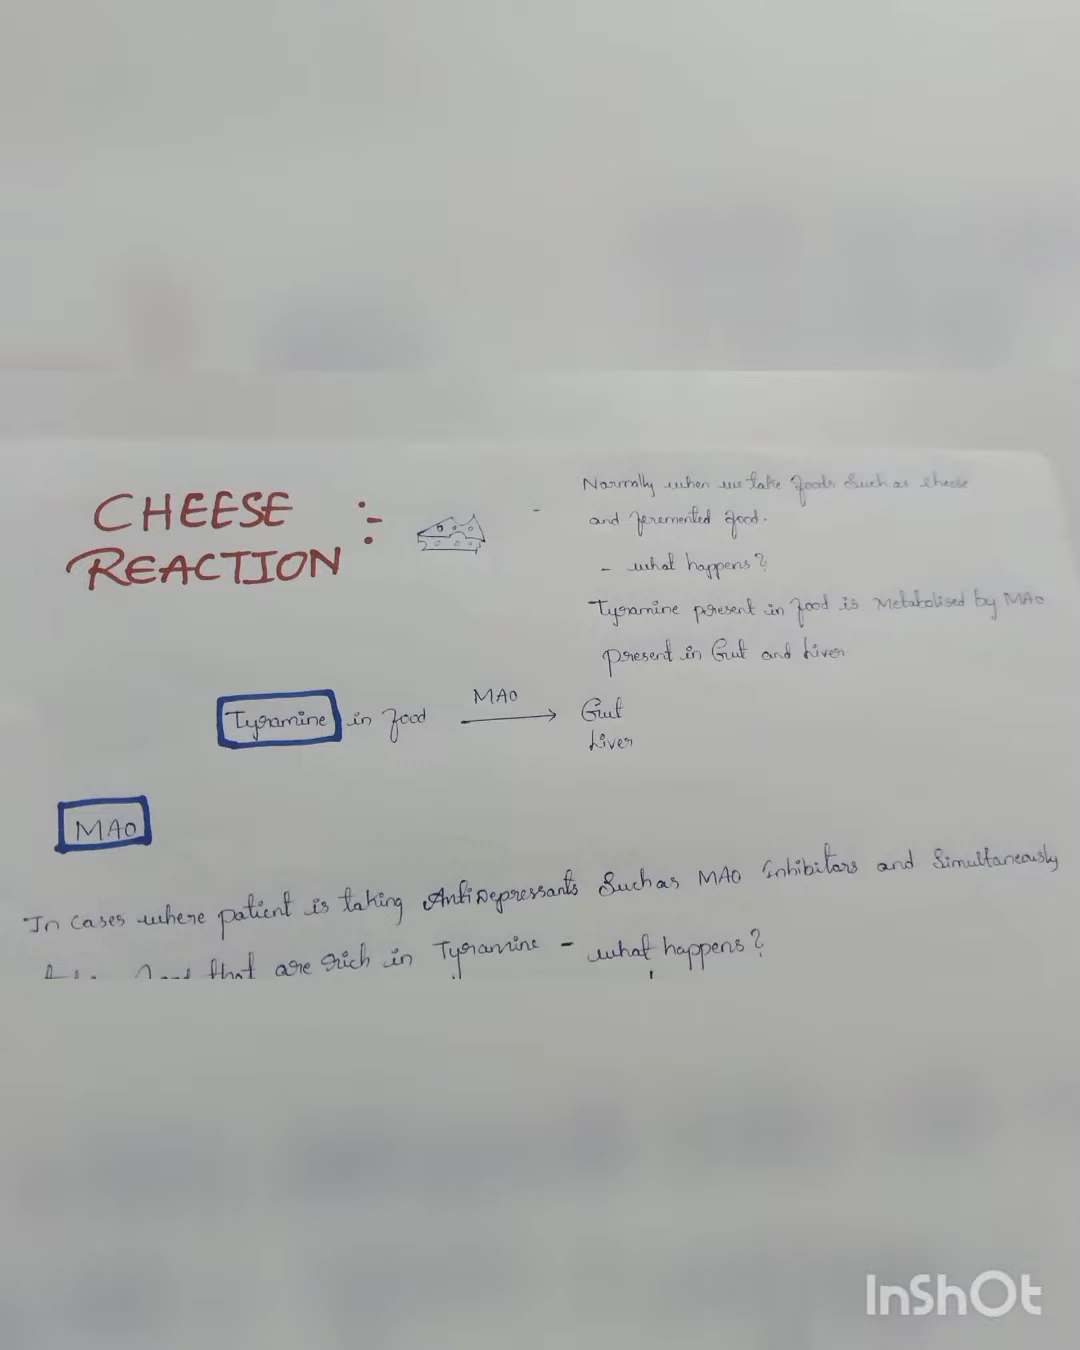 CHEESE
REACTION :-
- Normally when we take foods such as cheese
and feremented food.
- what happens?
Tyramine present in food is Metabolised by MAO
present in Gut and Liver
Tyramine in food MAO → Gut
Liver
MAO
In cases where patient is taking AntiDepressants Such as MAO Inhibitors and Simultaneously
that are rich in Tyramine - what happens?
InShOt